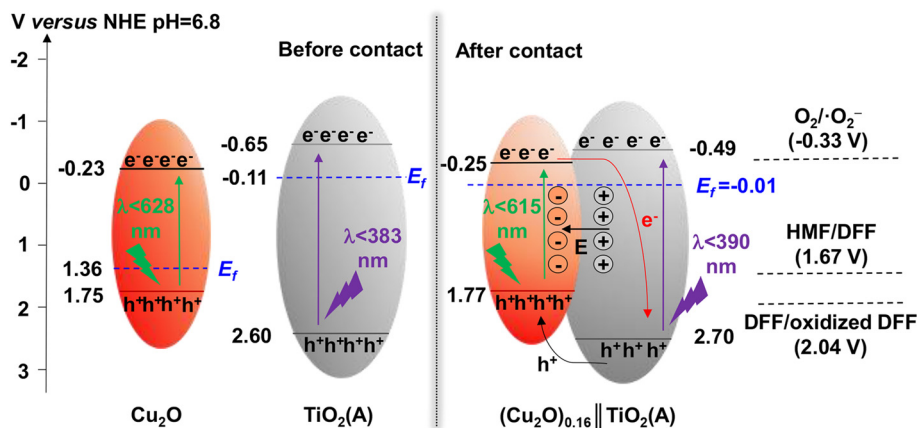 V versus NHE pH=6.8
Before contact
After contact
-2
-1
0
1
2
3
-0.23
1.36
1.75
e⁻e⁻e⁻e⁻
λ<628
nm
E_f
h⁺h⁺h⁺h⁺
Cu₂O
-0.65
-0.11
2.60
e⁻e⁻e⁻ e⁻
E_f
λ<383
nm
h⁺h⁺h⁺h⁺
TiO₂(A)
-0.25
1.77
e⁻e⁻ e⁻
λ<615
nm
h⁺h⁺h⁺h⁺
-
-
-
-
+
+
+
+
E
e⁻ e⁻ e⁻ e⁻
-0.49
E_f =-0.01
e⁻
λ<390
nm
h⁺h⁺ h⁺
2.70
h⁺
(Cu₂O)₀.₁₆‖TiO₂(A)
O₂/·O₂⁻
(-0.33 V)
HMF/DFF
(1.67 V)
DFF/oxidized DFF
(2.04 V)